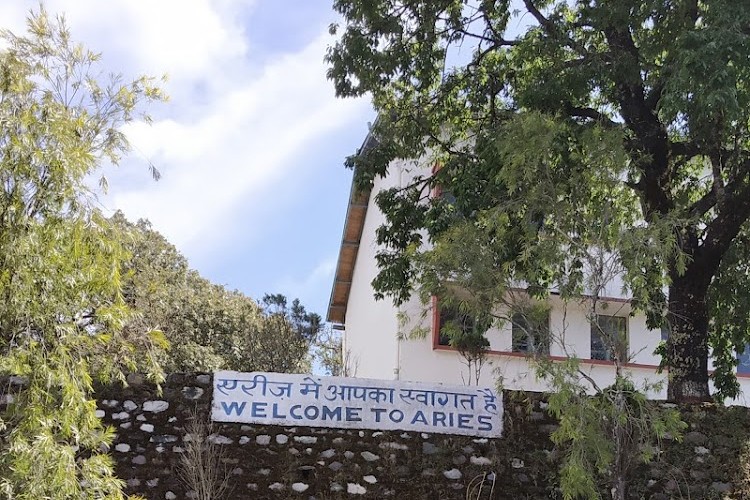 एरीज में आपका स्वागत है
WELCOME TO ARIES